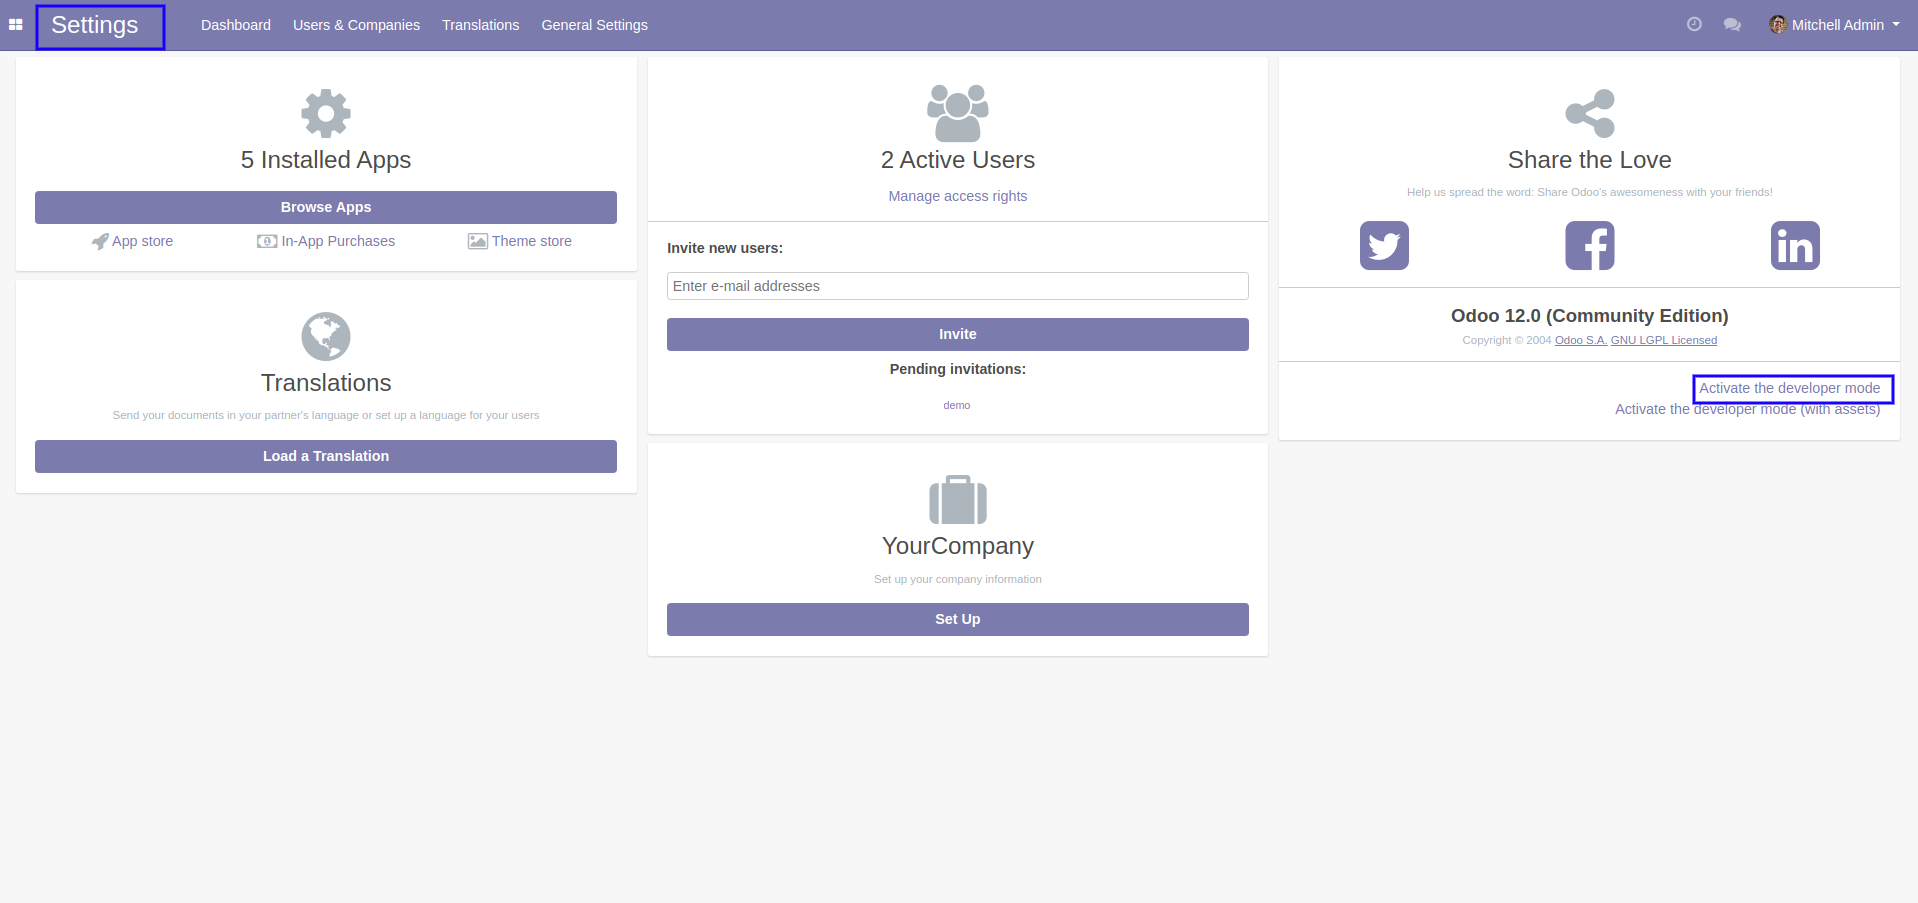 Settings
Dashboard
Users & Companies
Translations
General Settings
Mitchell Admin
5 Installed Apps
Browse Apps
App store
In-App Purchases
Theme store
Translations
Send your documents in your partner's language or set up a language for your users
Load a Translation
2 Active Users
Manage access rights
Invite new users:
Enter e-mail addresses
Invite
Pending invitations:
demo
YourCompany
Set up your company information
Set Up
Share the Love
Help us spread the word: Share Odoo's awesomeness with your friends!
Odoo 12.0 (Community Edition)
Copyright © 2004 Odoo S.A. GNU LGPL Licensed
Activate the developer mode
Activate the developer mode (with assets)